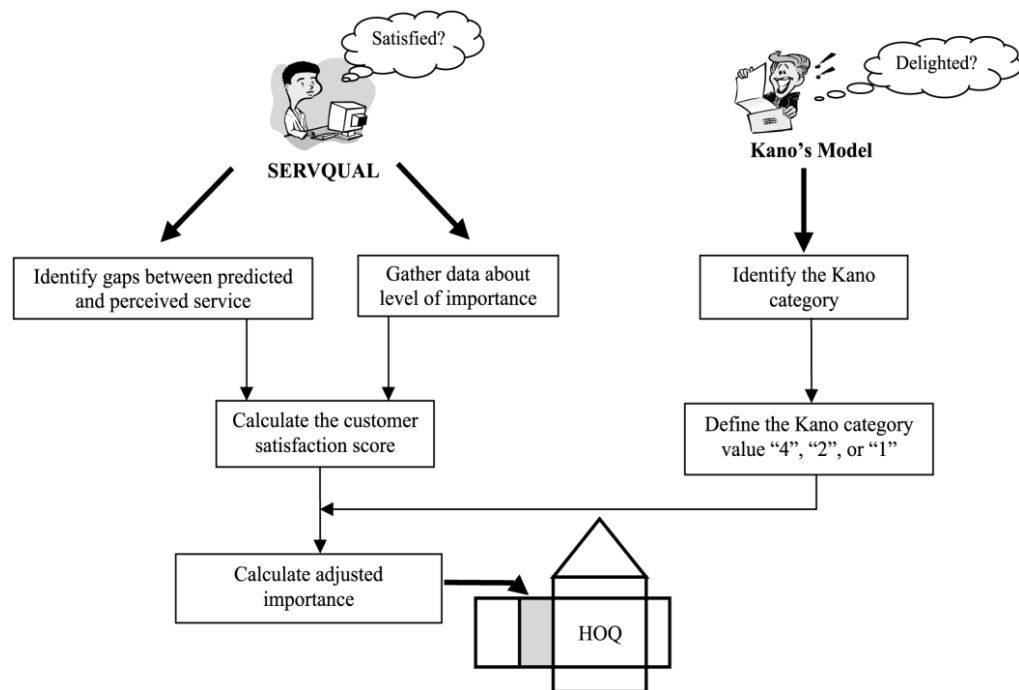 Satisfied?
Delighted?
SERVQUAL
Kano’s Model
Identify gaps between predicted
and perceived service
Gather data about
level of importance
Identify the Kano
category
Calculate the customer
satisfaction score
Define the Kano category
value “4”, “2”, or “1”
Calculate adjusted
importance
HOQ